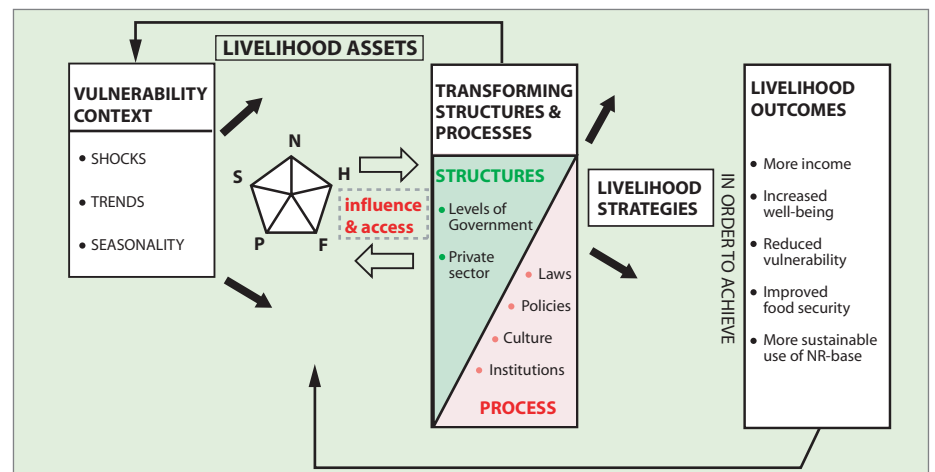 LIVELIHOOD ASSETS
VULNERABILITY
CONTEXT
• SHOCKS
• TRENDS
• SEASONALITY
N
S
H
P
F
influence
& access
TRANSFORMING
STRUCTURES &
PROCESSES
STRUCTURES
• Levels of
Government
• Private
sector
• Laws
• Policies
• Culture
• Institutions
PROCESS
LIVELIHOOD
STRATEGIES
IN ORDER TO ACHIEVE
LIVELIHOOD
OUTCOMES
• More income
• Increased
well-being
• Reduced
vulnerability
• Improved
food security
• More sustainable
use of NR-base